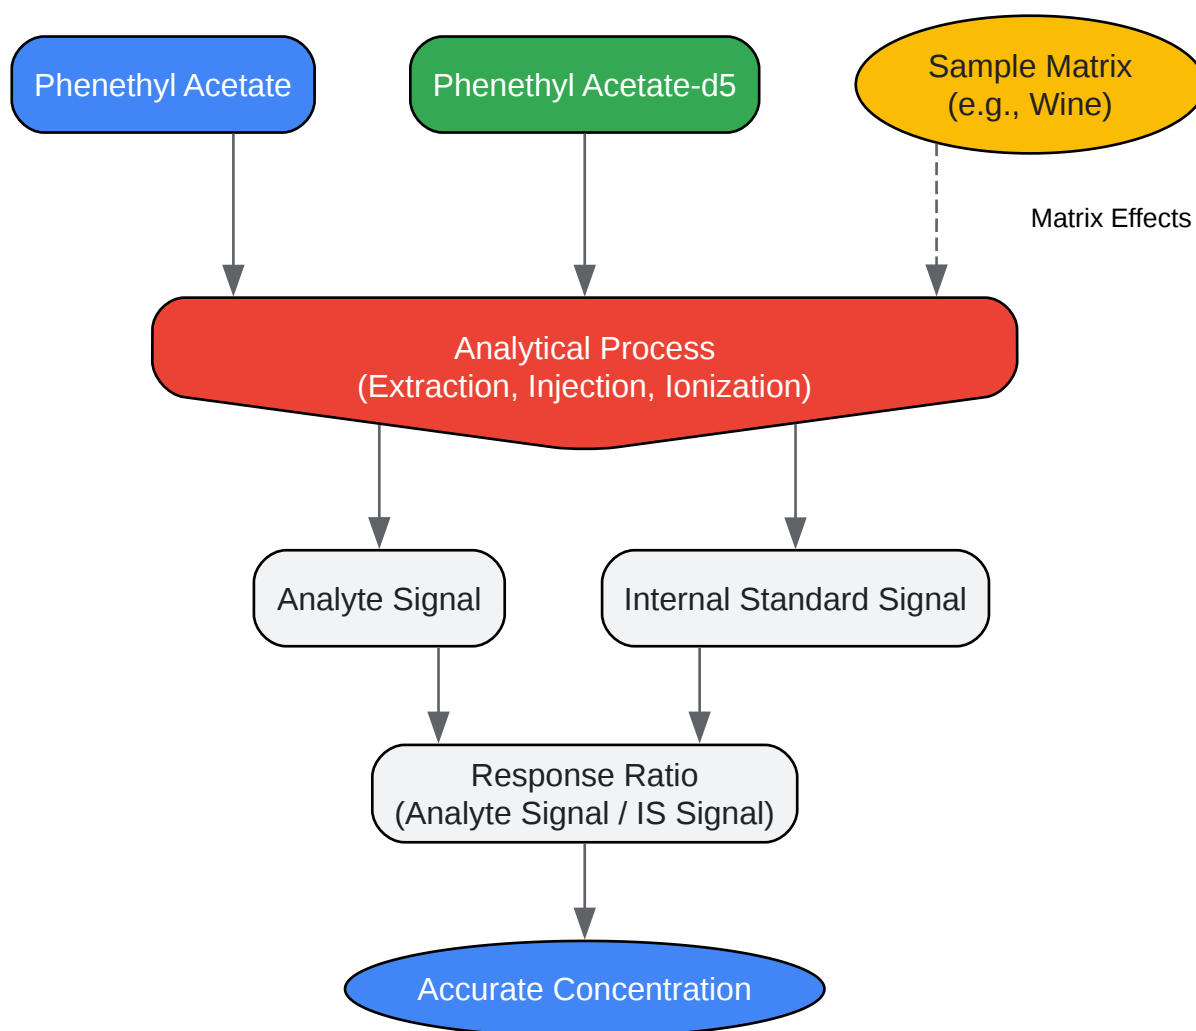 Phenethyl Acetate
Phenethyl Acetate-d5
Sample Matrix
(e.g., Wine)
Matrix Effects
Analytical Process
(Extraction, Injection, Ionization)
Analyte Signal
Internal Standard Signal
Response Ratio
(Analyte Signal / IS Signal)
Accurate Concentration